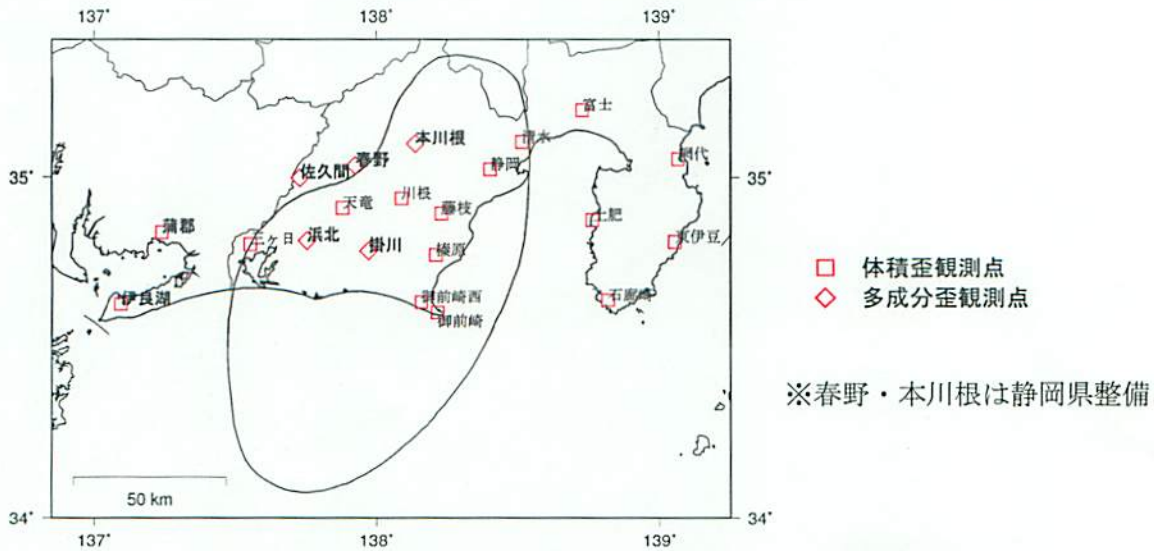 137° 138° 139°
富士
本川根
清水
網代
春野
静岡
佐久間
35° 35°
川根
天竜
藤枝
土肥
蒲郡
三ヶ日
浜北
東伊豆
掛川
榛原
体積歪観測点
伊良湖
御前崎西
石廊崎
多成分歪観測点
御前崎
※春野・本川根は静岡県整備
50 km
34° 34°
137° 138° 139°